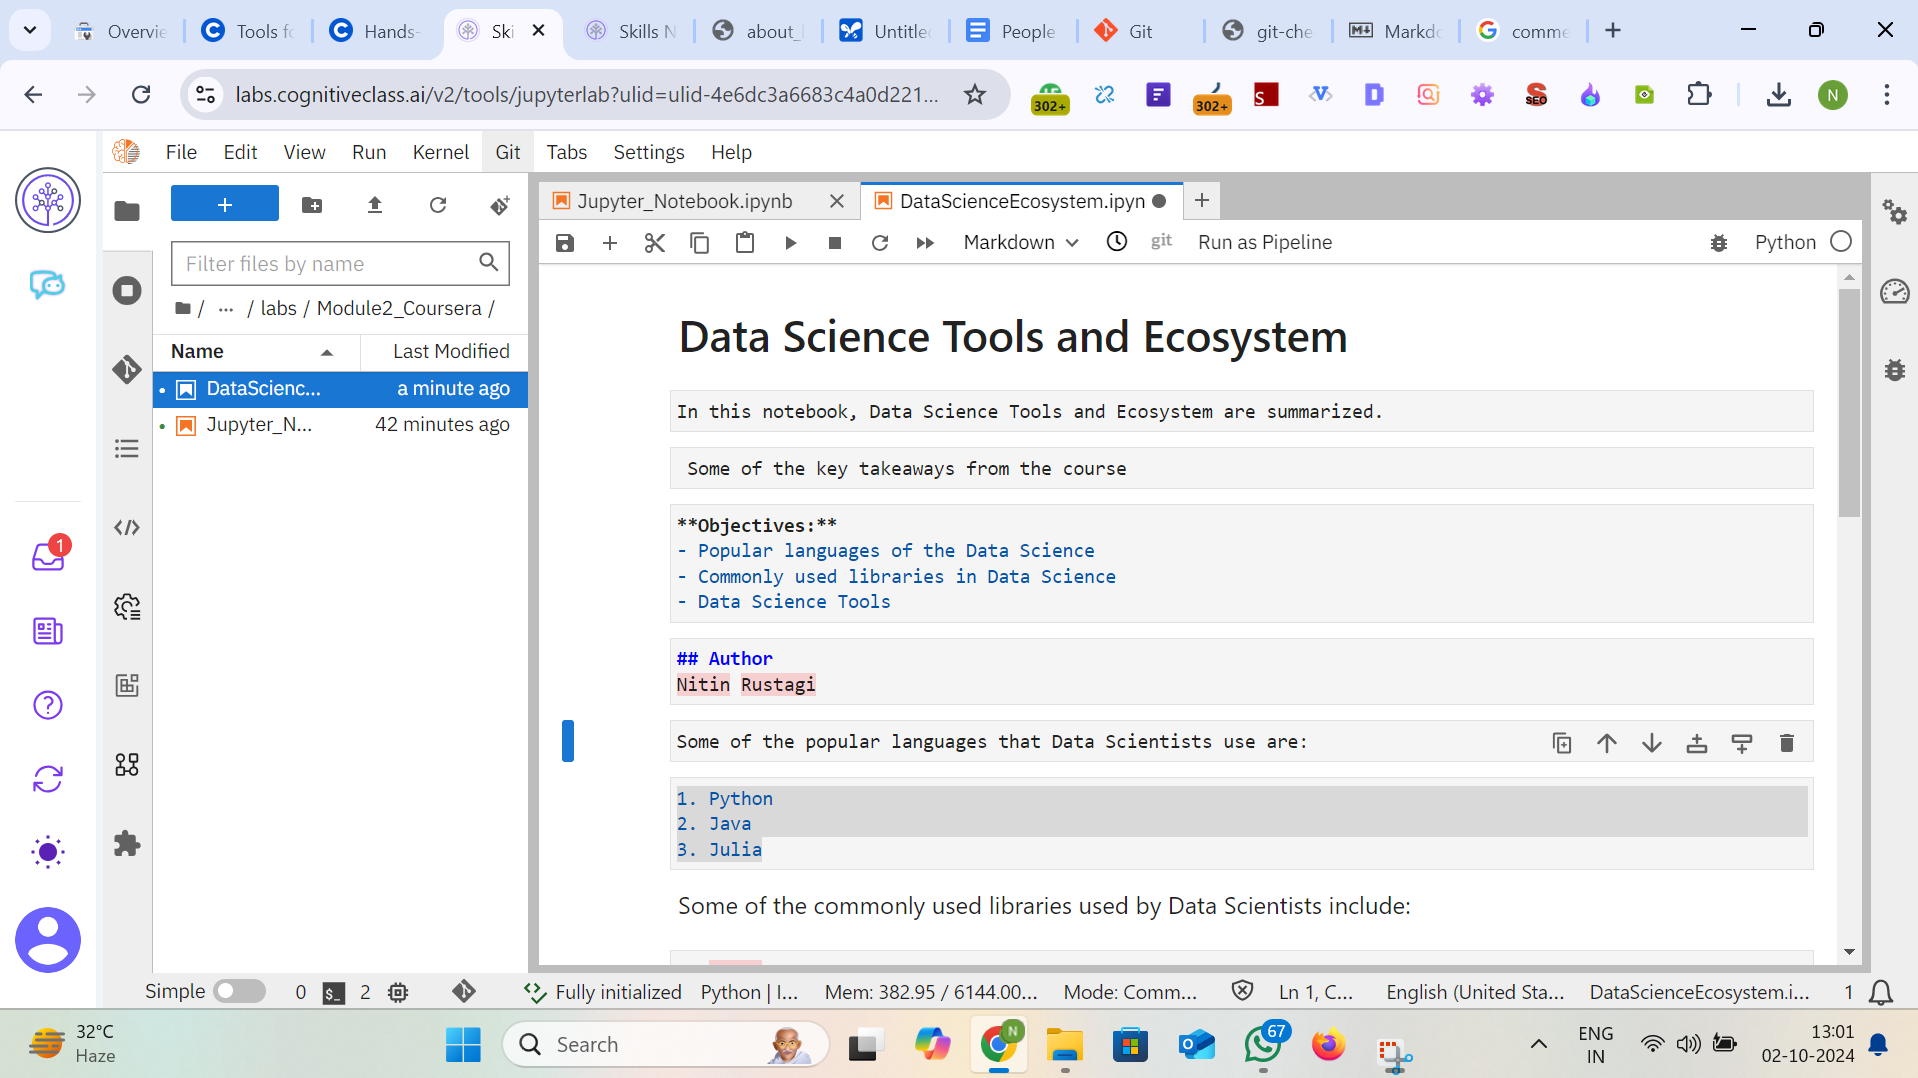 Overvie
Tools fo
Hands-
Ski
Skills N
about_
Untitled
People
Git
git-che
Markdo
comme
labs.cognitiveclass.ai/v2/tools/jupyterlab?ulid=ulid-4e6dc3a6683c4a0d221...
302+
302+
SEO
N
File Edit View Run Kernel Git Tabs Settings Help
Jupyter_Notebook.ipynb
DataScienceEcosystem.ipyn
Markdown
git
Run as Pipeline
Python
Filter files by name
/ ... / labs / Module2_Coursera /
Name
Last Modified
DataScienc...
a minute ago
Jupyter_N...
42 minutes ago
Data Science Tools and Ecosystem
In this notebook, Data Science Tools and Ecosystem are summarized.
Some of the key takeaways from the course
**Objectives:**
- Popular languages of the Data Science
- Commonly used libraries in Data Science
- Data Science Tools
## Author
Nitin Rustagi
Some of the popular languages that Data Scientists use are:
1. Python
2. Java
3. Julia
Some of the commonly used libraries used by Data Scientists include:
1
Simple
0
$_
2
Fully initialized
Python | I...
Mem: 382.95 / 6144.00...
Mode: Comm...
Ln 1, C...
English (United Sta...
DataScienceEcosystem.i...
1
32°C
Haze
Search
N
67
ENG
IN
13:01
02-10-2024